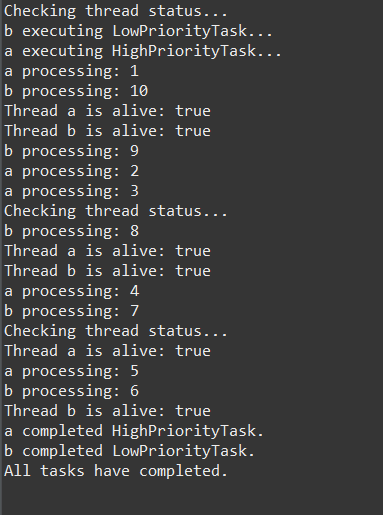 Checking thread status...
b executing LowPriorityTask...
a executing HighPriorityTask...
a processing: 1
b processing: 10
Thread a is alive: true
Thread b is alive: true
b processing: 9
a processing: 2
a processing: 3
Checking thread status...
b processing: 8
Thread a is alive: true
Thread b is alive: true
a processing: 4
b processing: 7
Checking thread status...
Thread a is alive: true
a processing: 5
b processing: 6
Thread b is alive: true
a completed HighPriorityTask.
b completed LowPriorityTask.
All tasks have completed.